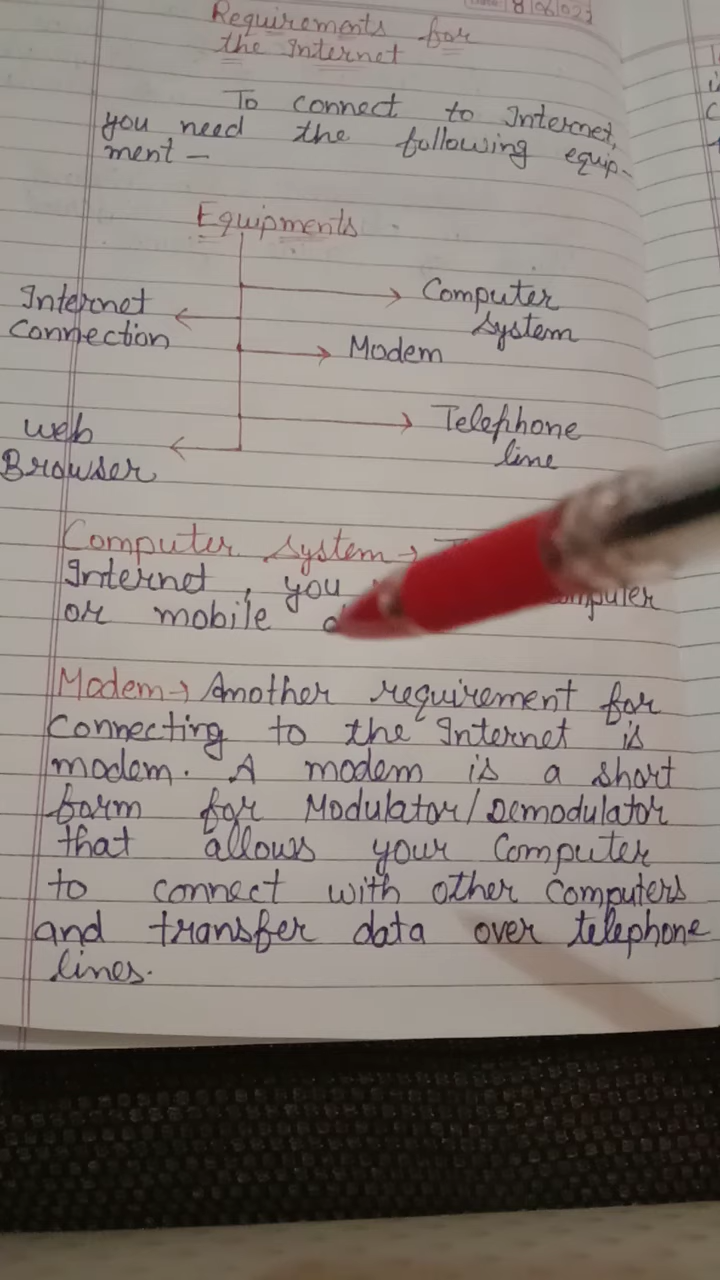 Requirements for
the Internet
To connect to Internet,
you need the following equip-
ment –
Equipments
Internet
Connection
Computer
System
Modem
Web
Browser
Telephone
line
Computer System →
Internet, you computer
or mobile
Modem → Another requirement for
connecting to the Internet is
modem. A modem is a short
form for Modulator/Demodulator
that allows your Computer
to connect with other Computers
and transfer data over telephone
lines.